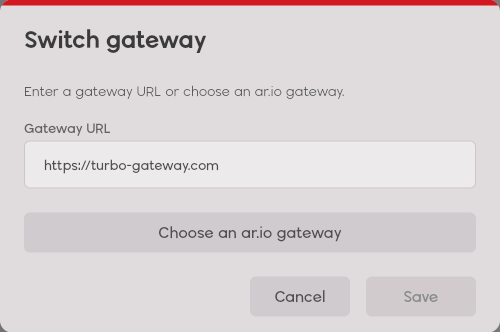 Switch gateway
Enter a gateway URL or choose an ar.io gateway.
Gateway URL
https://turbo-gateway.com
Choose an ar.io gateway
Cancel
Save